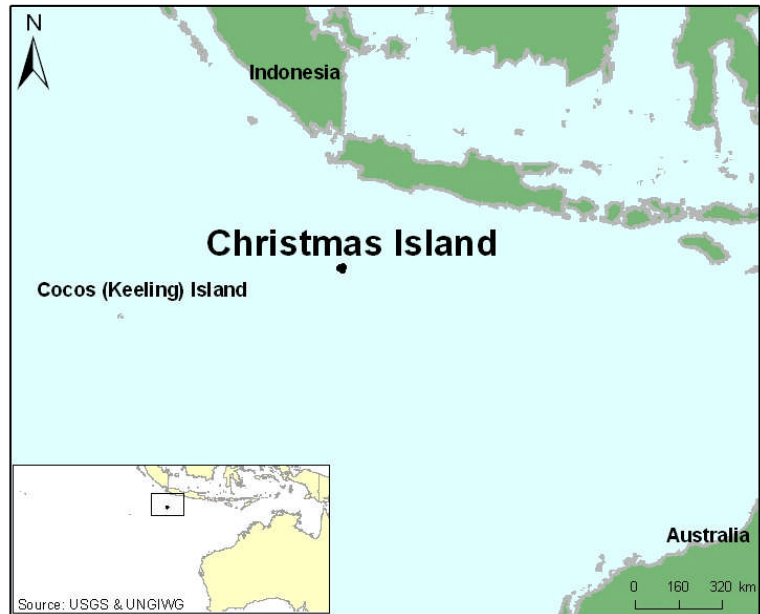 N
Indonesia
Christmas Island
Cocos (Keeling) Island
Australia
0 160 320 km
Source: USGS & UNGIWG